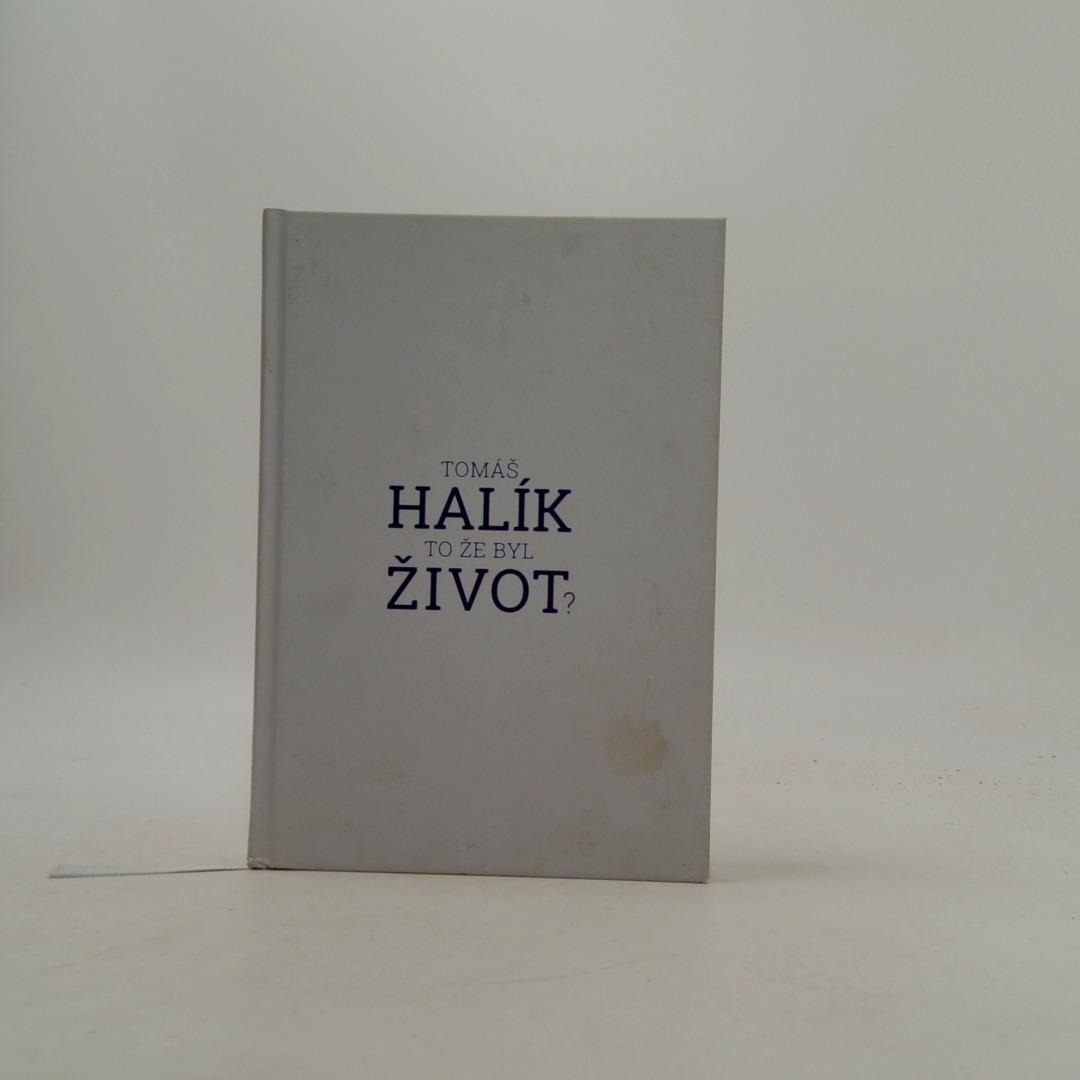 TOMÁŠ
HALÍK
TO ŽE BYL
ŽIVOT?